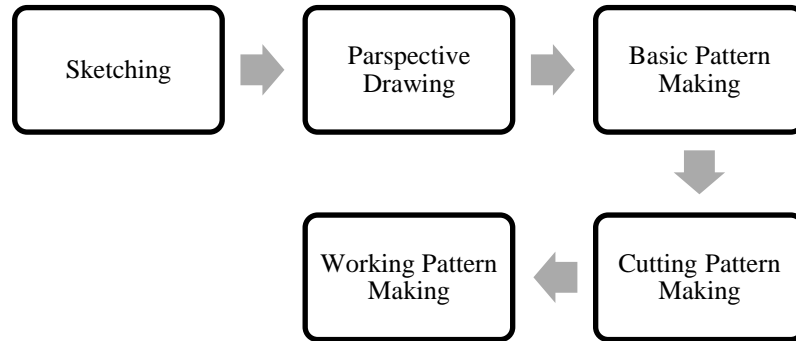 Sketching
Parspective
Drawing
Basic Pattern
Making
Cutting Pattern
Making
Working Pattern
Making